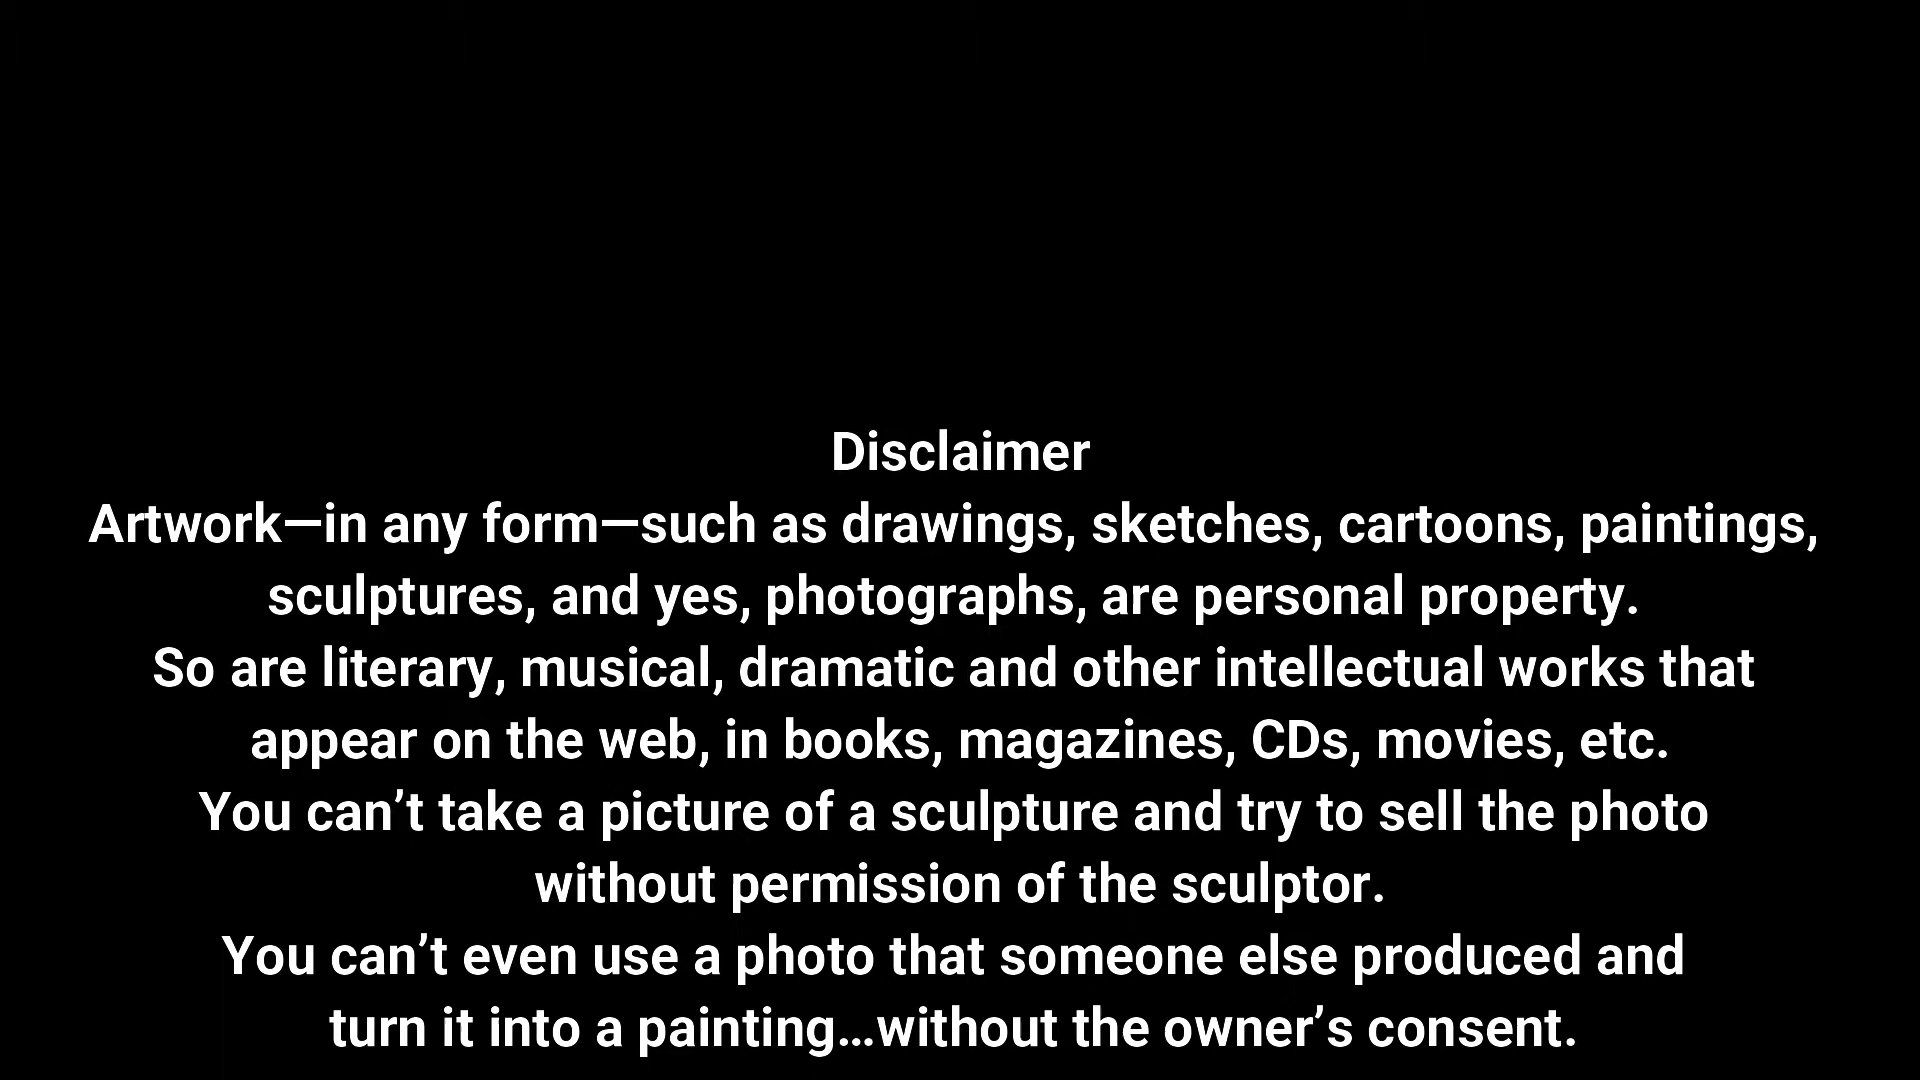 Disclaimer
Artwork—in any form—such as drawings, sketches, cartoons, paintings,
sculptures, and yes, photographs, are personal property.
So are literary, musical, dramatic and other intellectual works that
appear on the web, in books, magazines, CDs, movies, etc.
You can’t take a picture of a sculpture and try to sell the photo
without permission of the sculptor.
You can’t even use a photo that someone else produced and
turn it into a painting…without the owner’s consent.